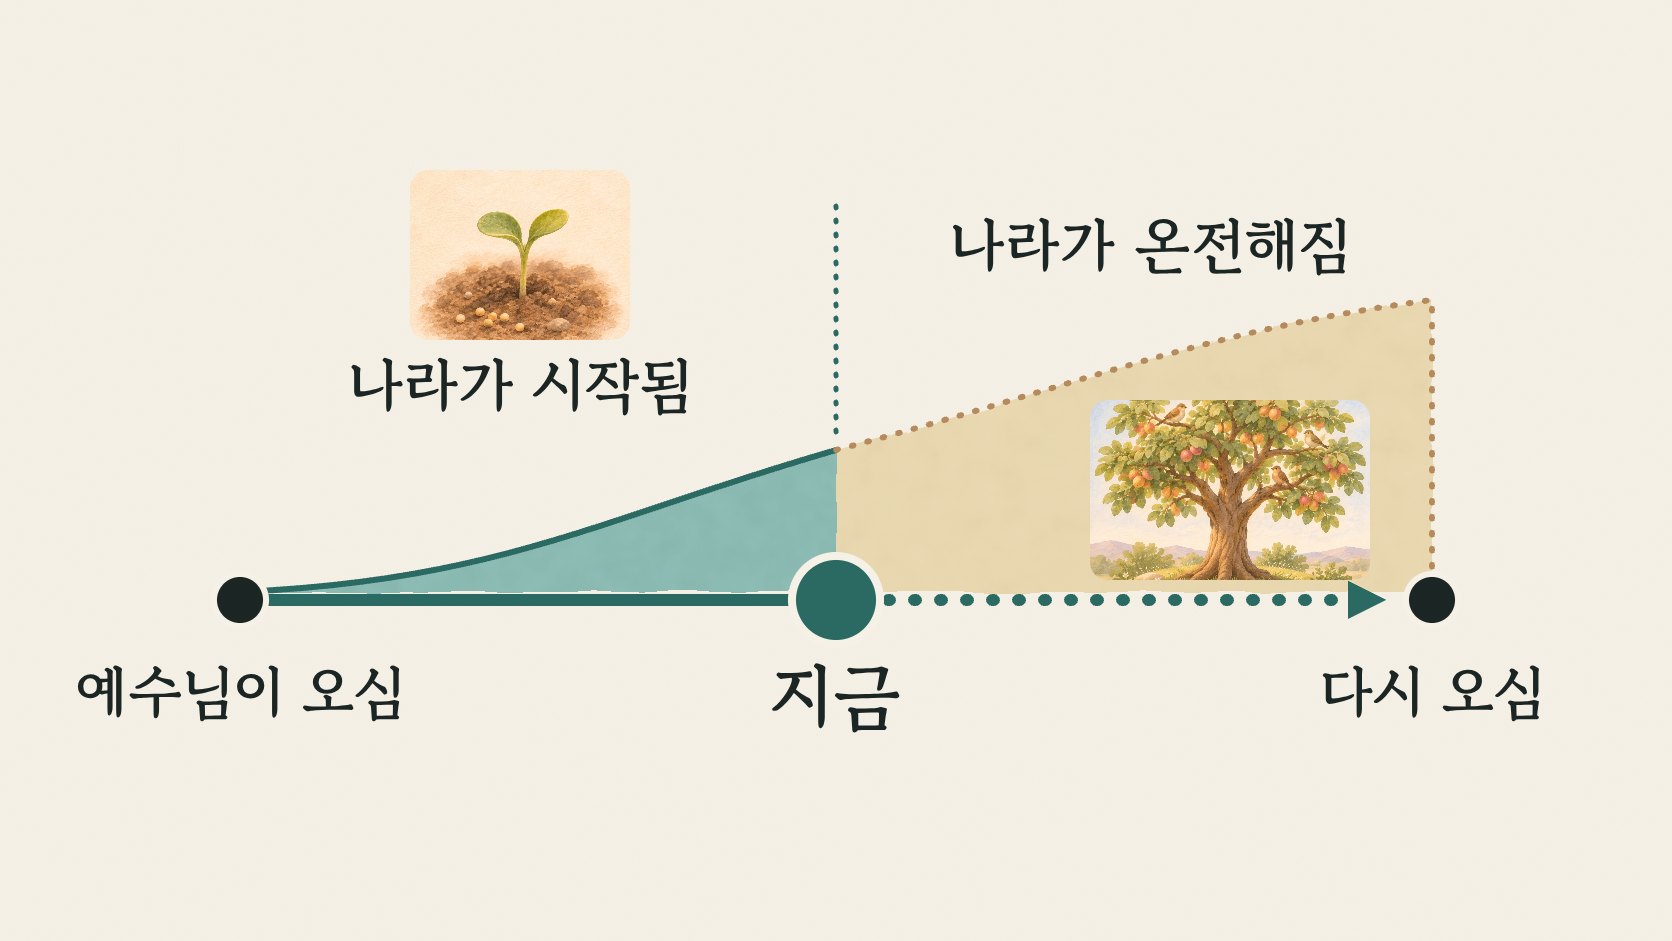 나라가 온전해짐
나라가 시작됨
예수님이 오심
지금
다시 오심